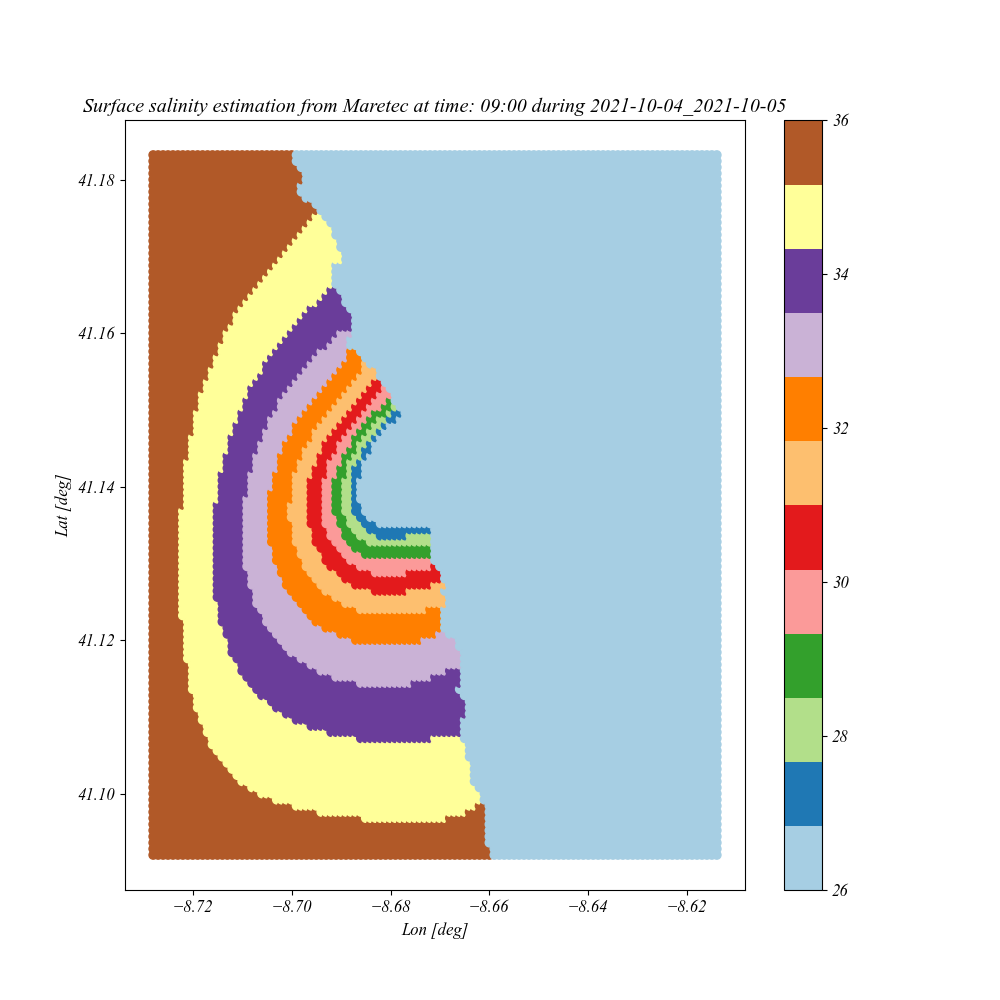 Surface salinity estimation from Maretec at time: 09:00 during 2021-10-04_2021-10-05
36
41.18
34
41.16
32
Lat [deg]
41.14
30
41.12
28
41.10
26
−8.72 −8.70 −8.68 −8.66 −8.64 −8.62
Lon [deg]